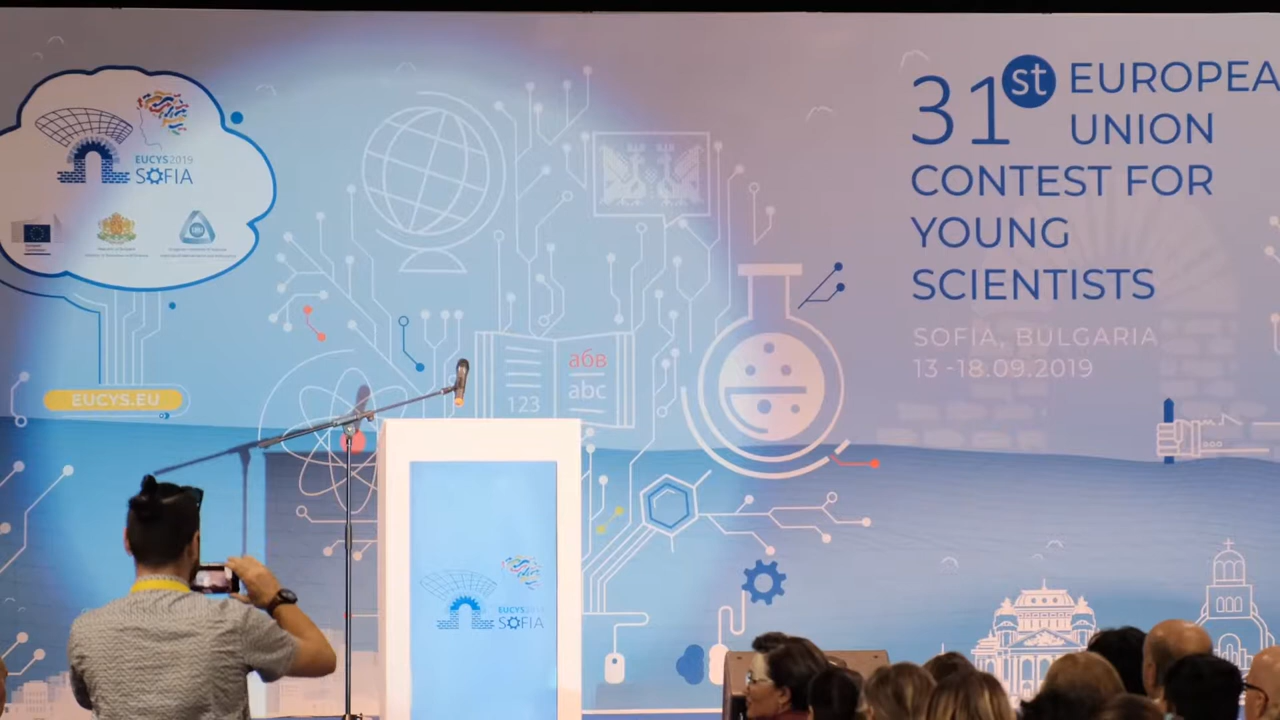 EUCYS2019
SOFIA
EUCYS.EU
31st EUROPEA
UNION
CONTEST FOR
YOUNG
SCIENTISTS
SOFIA, BULGARIA
13 -18.09.2019
абв
abc
123
EUCYS2019
SOFIA